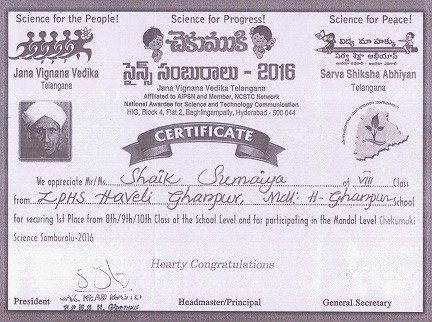 Science for the People!
Science for Progress!
Science for Peace!
చెకుముకి
విద్య మా హక్కు
Jana Vignana Vedika
Telangana
సైన్స్ సంబురాలు - 2016
సర్వ శిక్షా అభియాన్
Sarva Shiksha Abhiyan
Telangana
Jana Vignana Vedika Telangana
Affiliated to AIPSN and Member, NCSTC Network
National Awardee for Science and Technology Communication
HIG, Block 4, Flat 2, Baghlingampally, Hyderabad - 500 044
CERTIFICATE
We appreciate Mr/Ms. Shaik Sumaiya of VIII Class
from Z.P.H.S Haveli Ghanpur, Mdl: H-Ghanpur School
for securing 1st Place from 8th/9th/10th Class at the School Level and for participating in the Mandal Level Chekumuki
Science Samburalu-2016
Hearty Congratulations
President
Headmaster/Principal
General Secretary